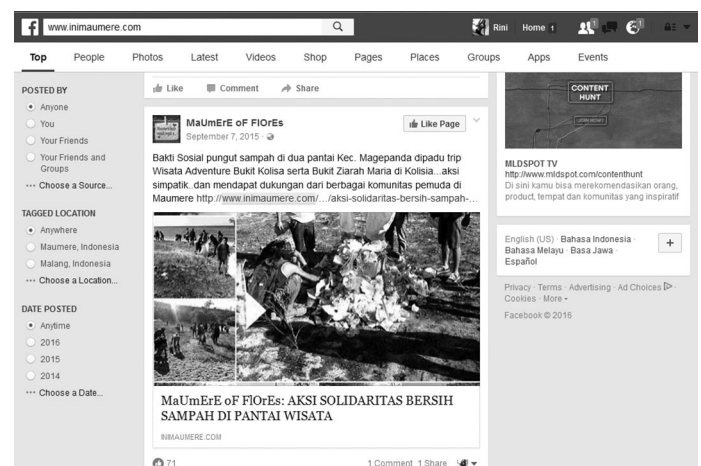 www.inimaumere.com
Rini Home 1
1
1
Top People Photos Latest Videos Shop Pages Places Groups Apps Events
POSTED BY
Anyone
You
Your Friends
Your Friends and
Groups
Choose a Source...
TAGGED LOCATION
Anywhere
Maumere, Indonesia
Malang, Indonesia
Choose a Location...
DATE POSTED
Anytime
2016
2015
2014
Choose a Date...
Like Comment Share
MaUmErE oF FlOrEs
September 7, 2015
Like Page
Bakti Sosial pungut sampah di dua pantai Kec. Magepanda dipadu trip
Wisata Adventure Bukit Kolisa serta Bukit Ziarah Maria di Kolisia...aksi
simpatik..dan mendapat dukungan dari berbagai komunitas pemuda di
Maumere http://www.inimaumere.com/.../aksi-solidaritas-bersih-sampah-...
MaUmErE oF FlOrEs: AKSI SOLIDARITAS BERSIH
SAMPAH DI PANTAI WISATA
INIMAUMERE.COM
71
1 Comment 1 Share
CONTENT
HUNT
MLDSPOT TV
http://www.mldspot.com/contenthunt
Di sini kamu bisa merekomendasikan orang,
product, tempat dan komunitas yang inspiratif
English (US) · Bahasa Indonesia ·
Bahasa Melayu · Basa Jawa ·
Español
+
Privacy · Terms · Advertising · Ad Choices ·
Cookies · More
Facebook © 2016